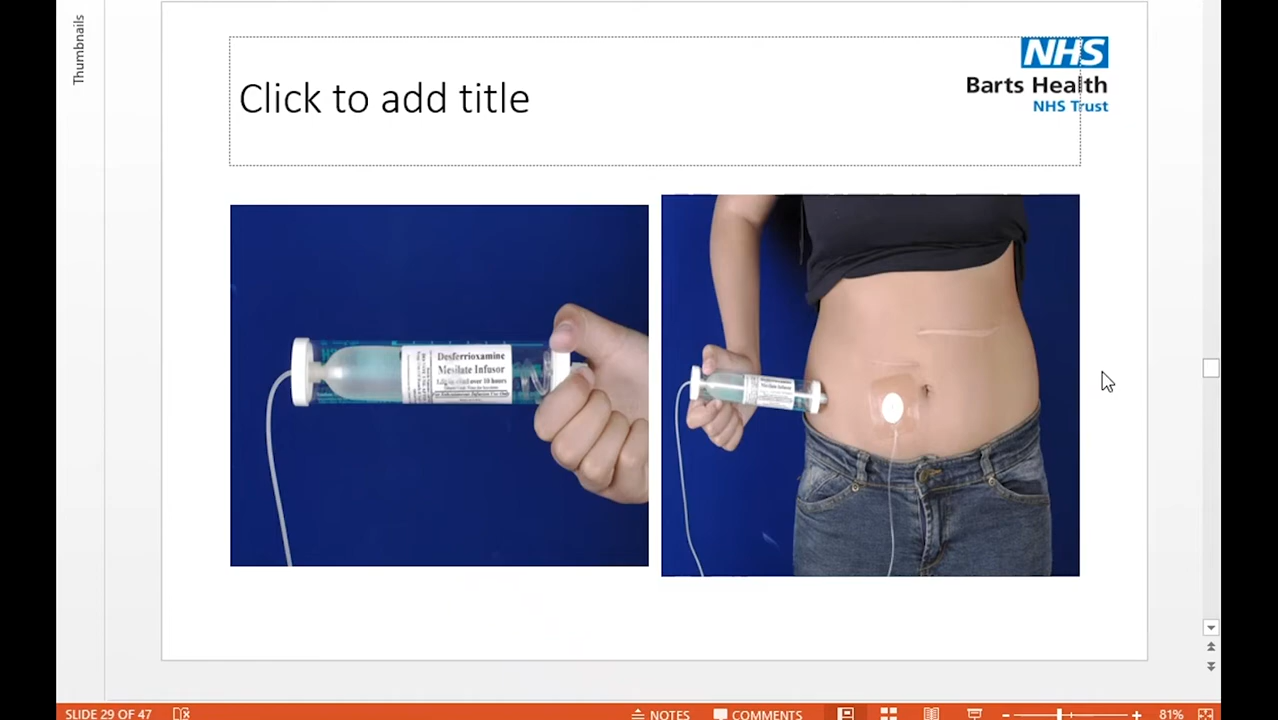 Thumbnails
Click to add title
NHS
Barts Health
NHS Trust
Desferrioxamine
Mesilate Infusor
SLIDE 29 OF 47
NOTES
COMMENTS
81%